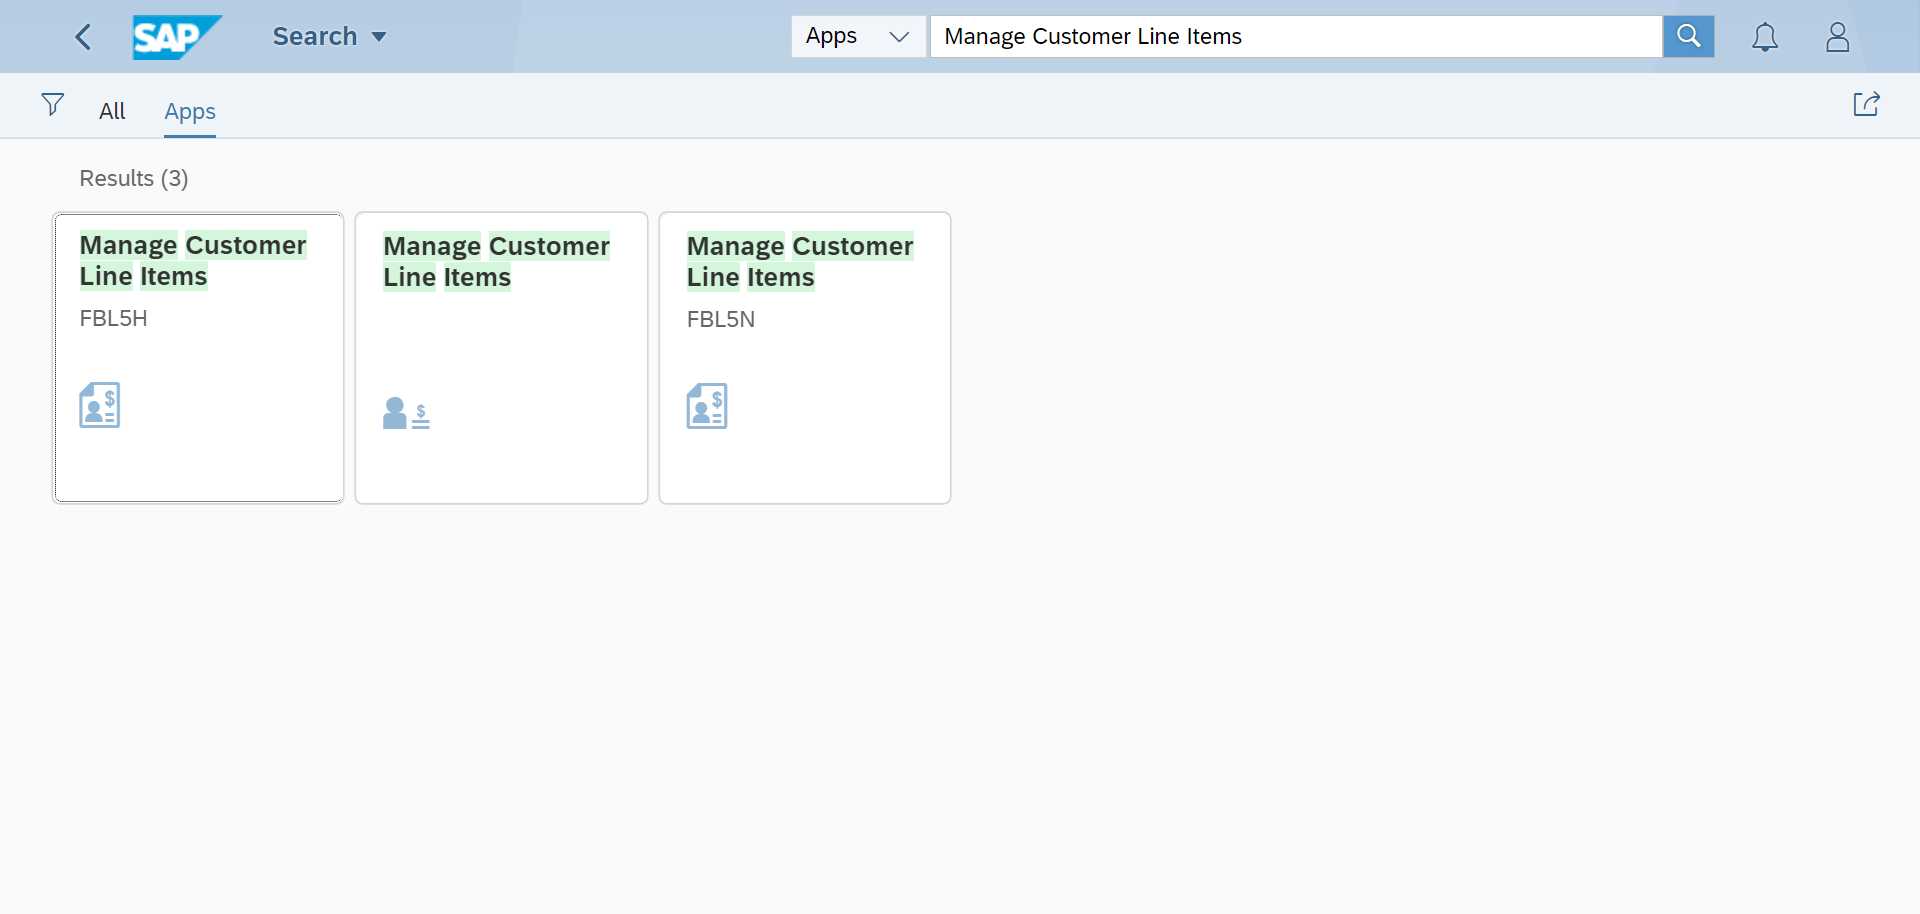 SAP
Search
Apps
Manage Customer Line Items
All
Apps
Results (3)
Manage Customer
Line Items
FBL5H
$
Manage Customer
Line Items
$
Manage Customer
Line Items
FBL5N
$